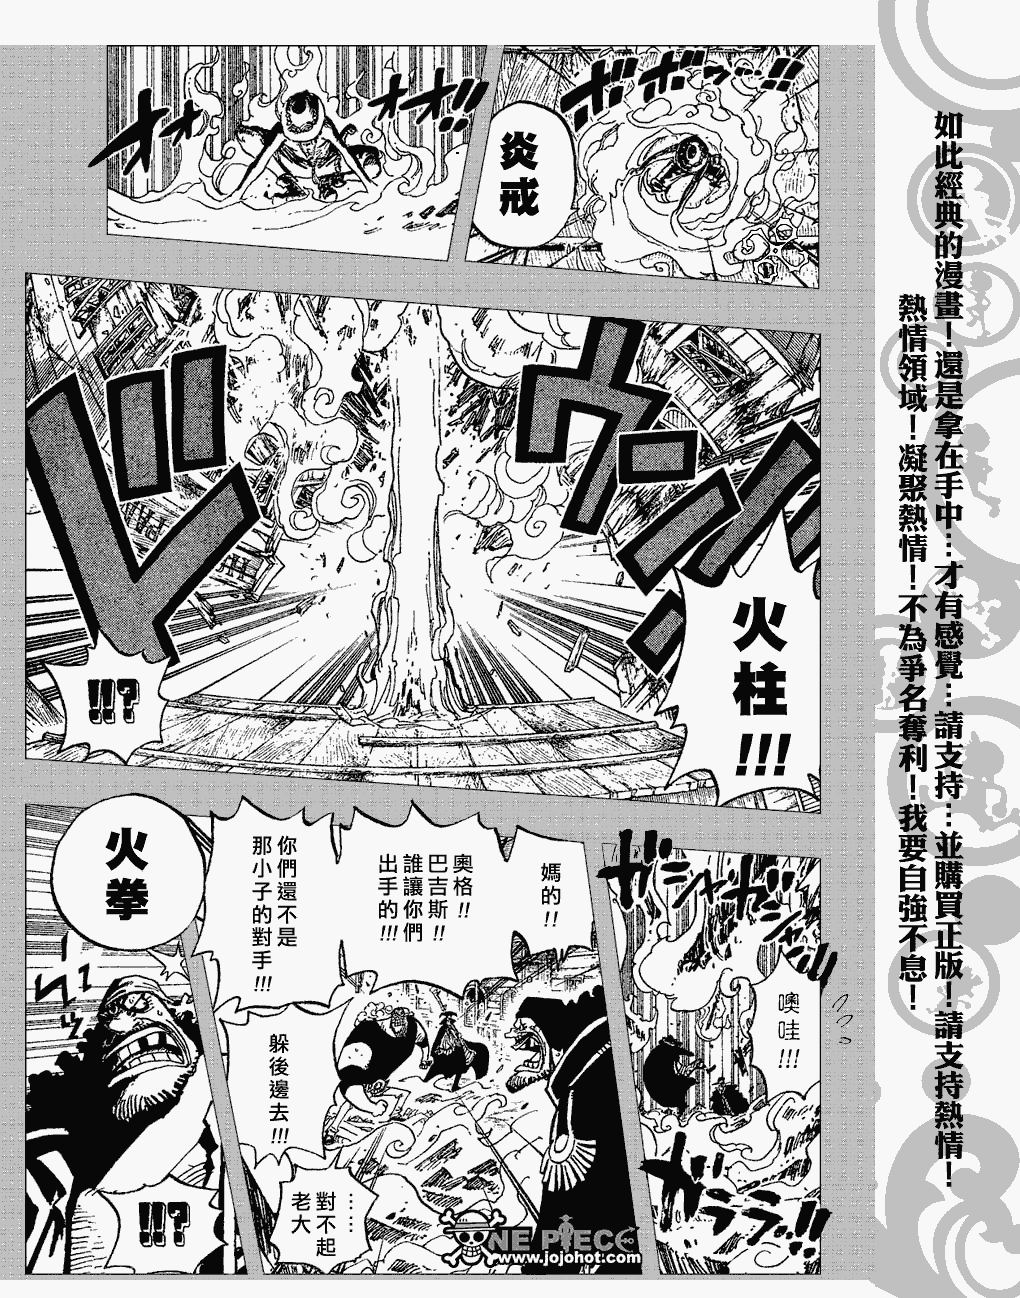 ボボゥ…!!
炎戒
オオ
オオ!!
ドドウン!!
火柱!!!
!!?
ガシャガシャァン
噢哇!!!
ガララララ!!
媽的!!
奧格!!
巴吉斯!!
誰讓你們
出手的!!!
你們還不是
那小子的對手!!!
躲後邊去!!!
……
對不起
老大
火拳
!!?
ONE PIECE
www.jojohot.com
如此經典的漫畫!還是拿在手中…才有感覺…請支持…並購買正版!請支持熱情!
熱情領域!凝聚熱情!不為爭名奪利!我要自強不息!